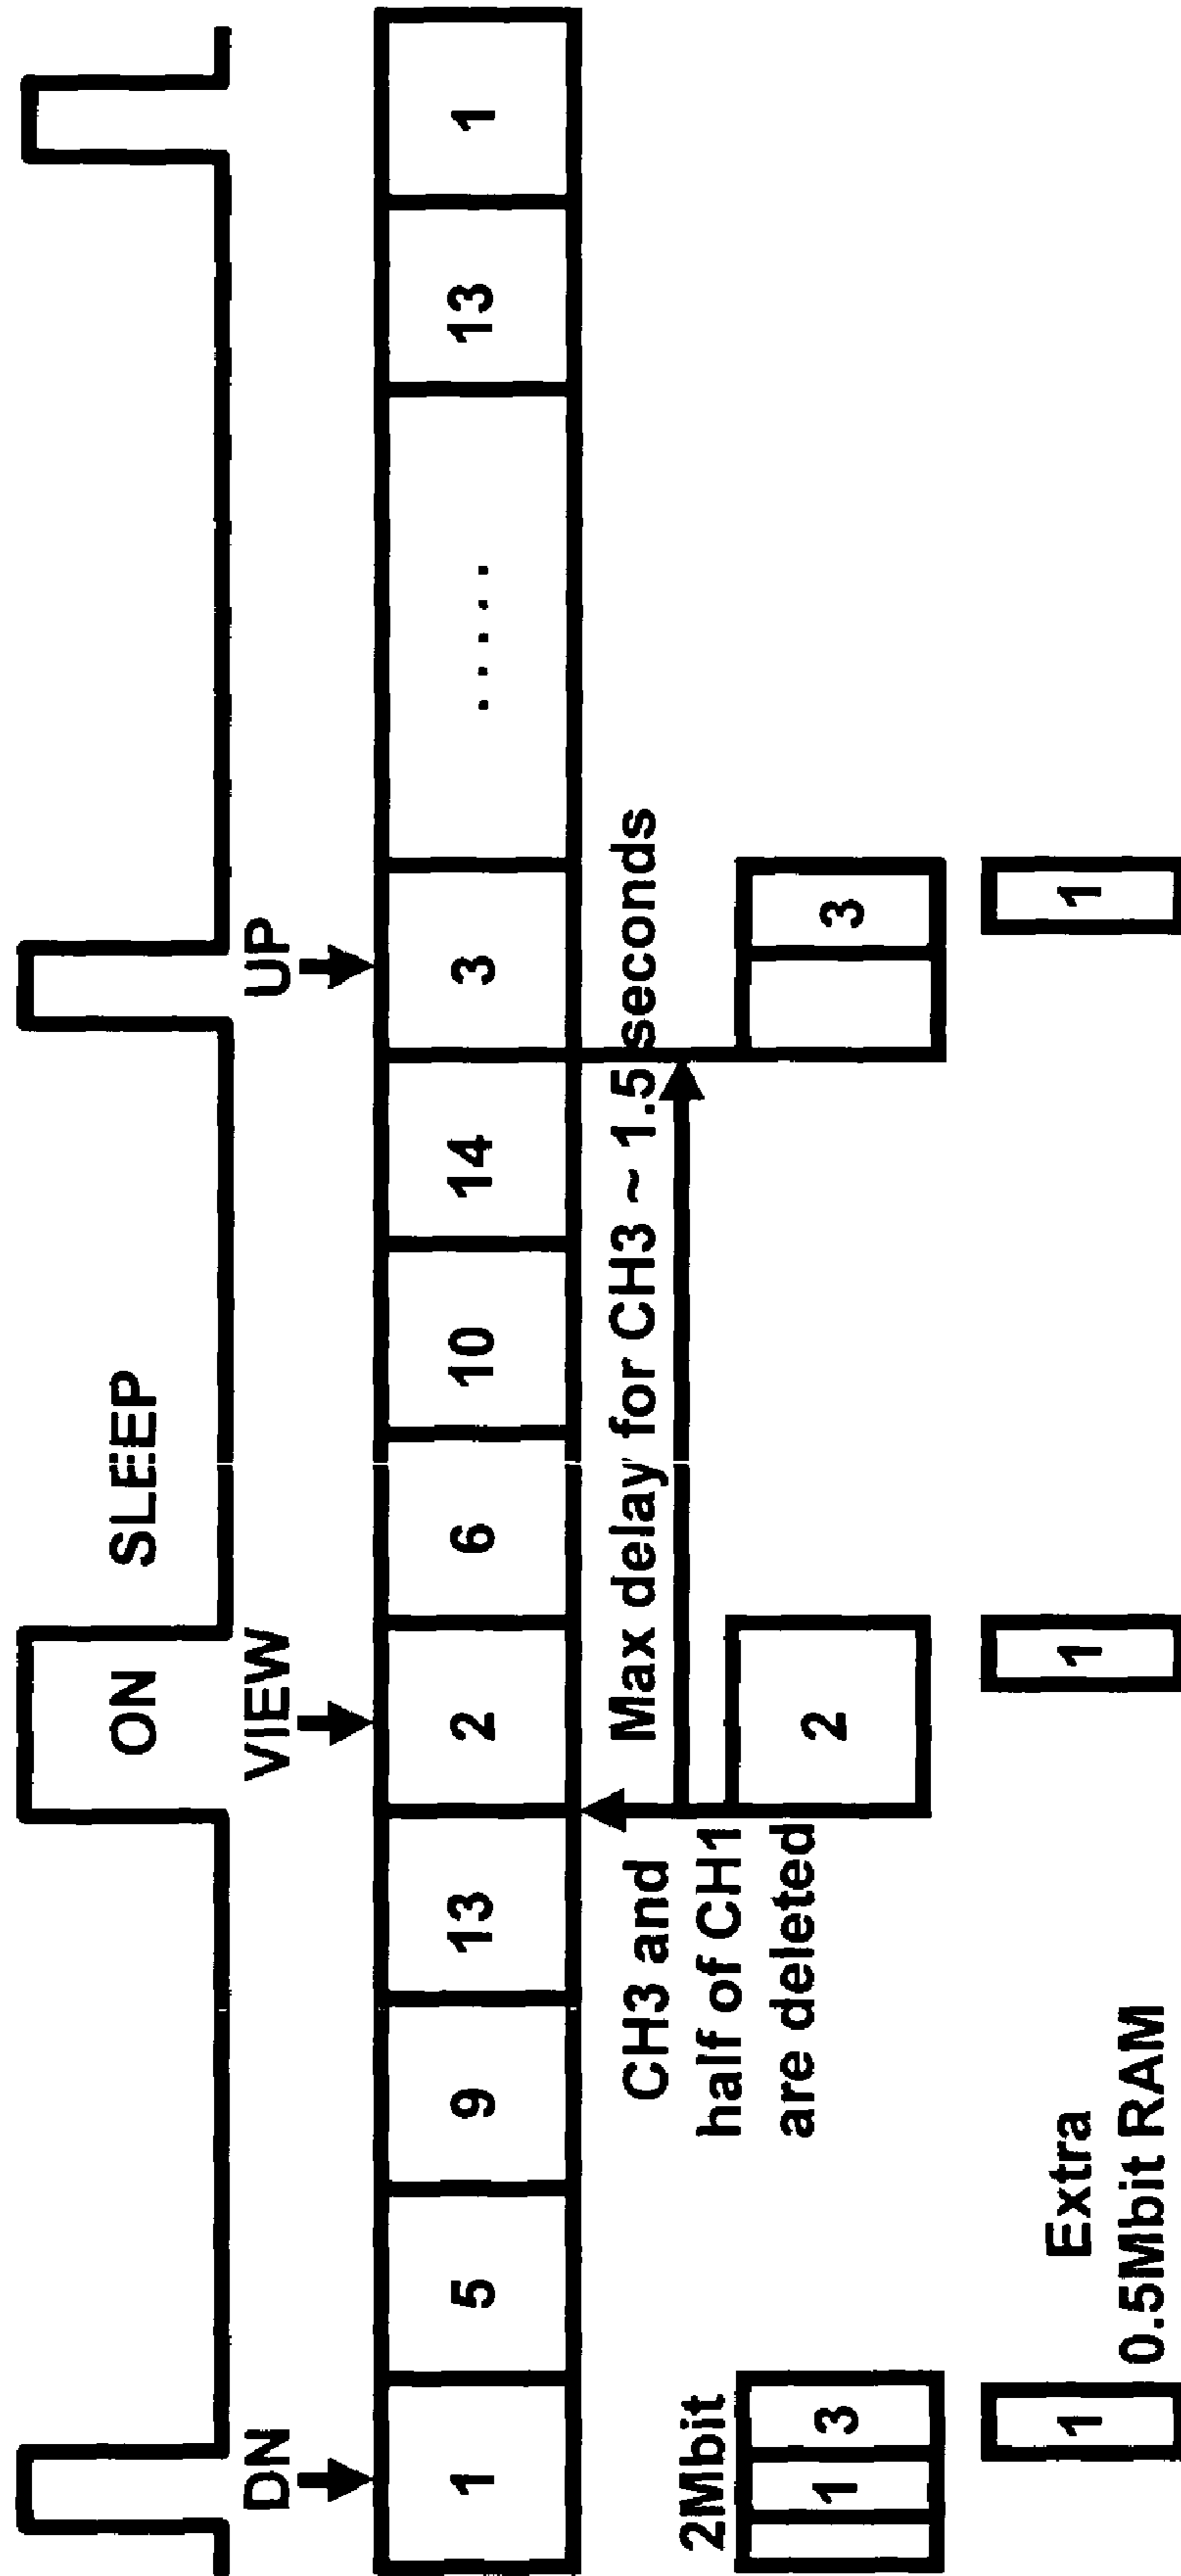 SLEEP
ON
DN
VIEW
UP
1 5 9 13 2 6 10 14 3 ..... 13 1
Max delay for CH3 ~ 1.5 seconds
CH3 and
half of CH1
are deleted
2Mbit
1 3
2
3
Extra
0.5Mbit RAM
1
1
1